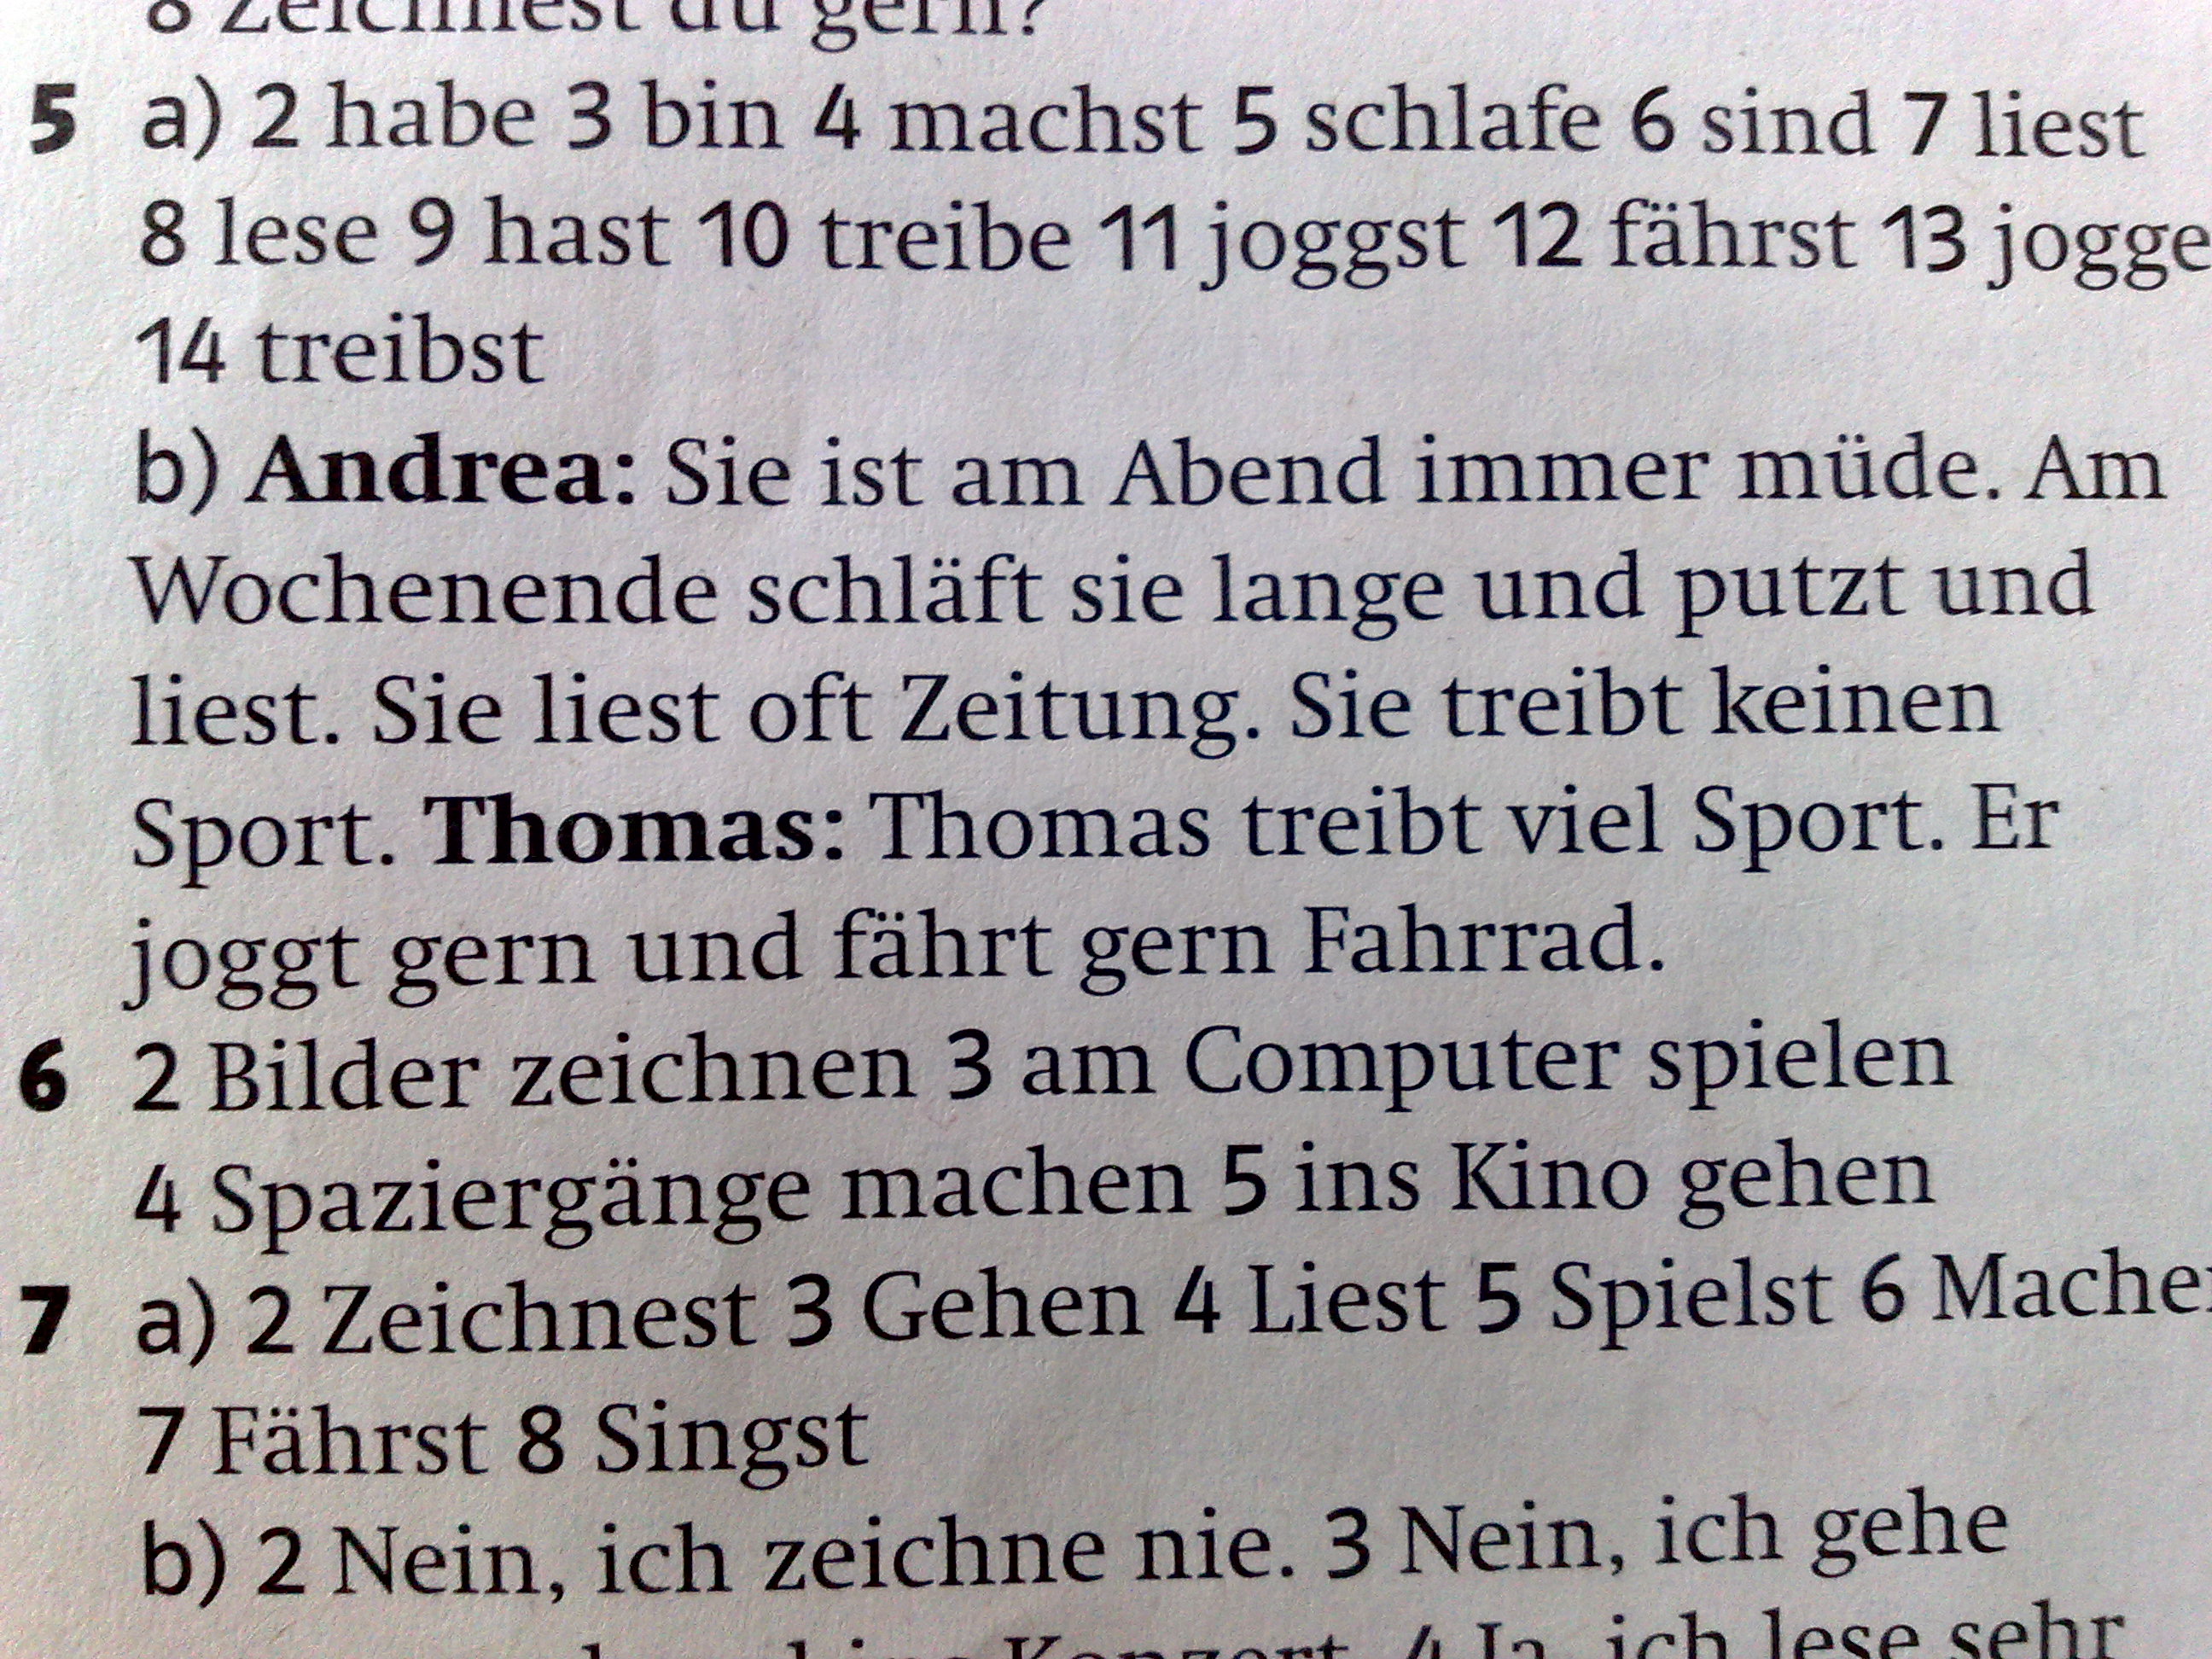 8 Zeichnest du gern?
5 a) 2 habe 3 bin 4 machst 5 schlafe 6 sind 7 liest
8 lese 9 hast 10 treibe 11 joggst 12 fährst 13 jogge
14 treibst
b) Andrea: Sie ist am Abend immer müde. Am
Wochenende schläft sie lange und putzt und
liest. Sie liest oft Zeitung. Sie treibt keinen
Sport. Thomas: Thomas treibt viel Sport. Er
joggt gern und fährt gern Fahrrad.
6 2 Bilder zeichnen 3 am Computer spielen
4 Spaziergänge machen 5 ins Kino gehen
7 a) 2 Zeichnest 3 Gehen 4 Liest 5 Spielst 6
7 Fährst 8 Singst
b) 2 Nein, ich zeichne nie. 3 Nein, ich gehe
ins Konzert. 4 Ja, ich lese sehr